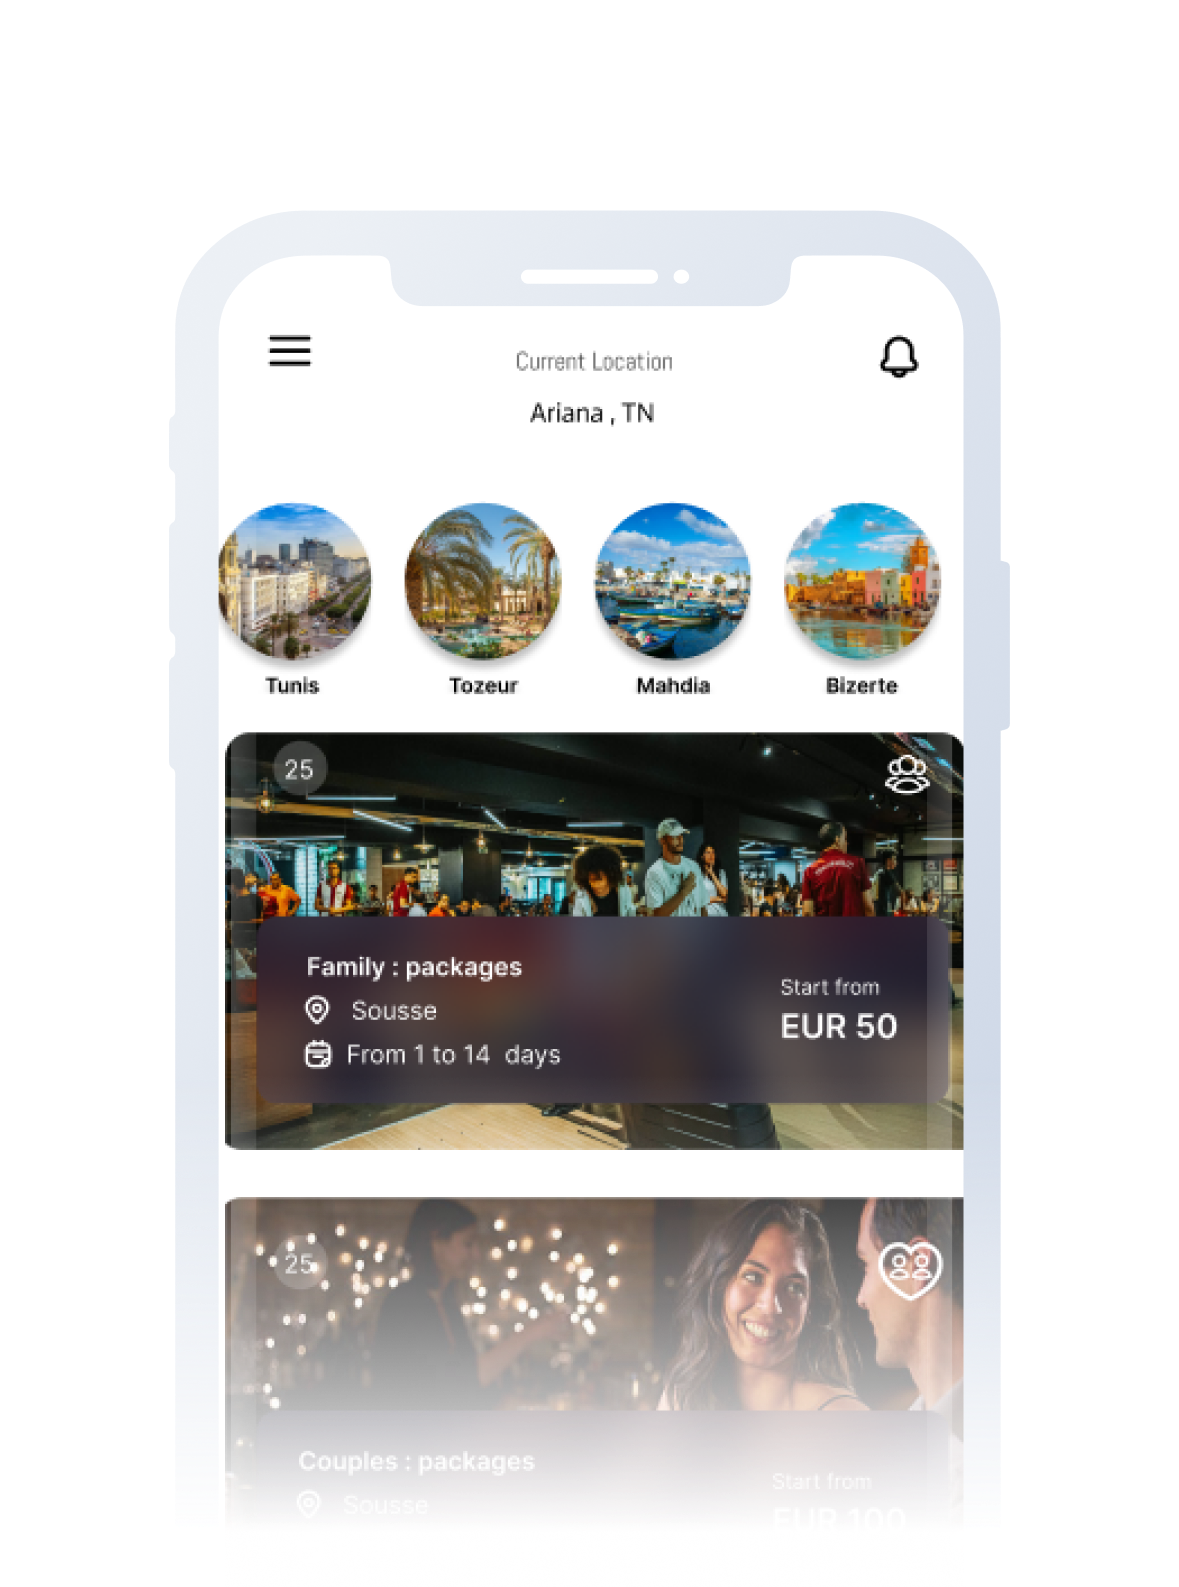 Current Location
Ariana , TN
Tunis
Tozeur
Mahdia
Bizerte
25
Family : packages
Sousse
From 1 to 14 days
Start from
EUR 50
25
Couples : packages
Sousse
Start from
EUR 100